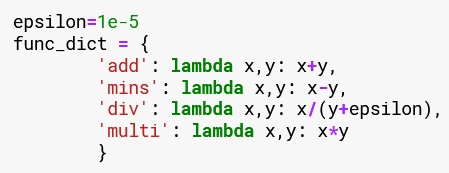 epsilon=1e-5
func_dict = {
        'add': lambda x,y: x+y,
        'mins': lambda x,y: x-y,
        'div': lambda x,y: x/(y+epsilon),
        'multi': lambda x,y: x*y
        }